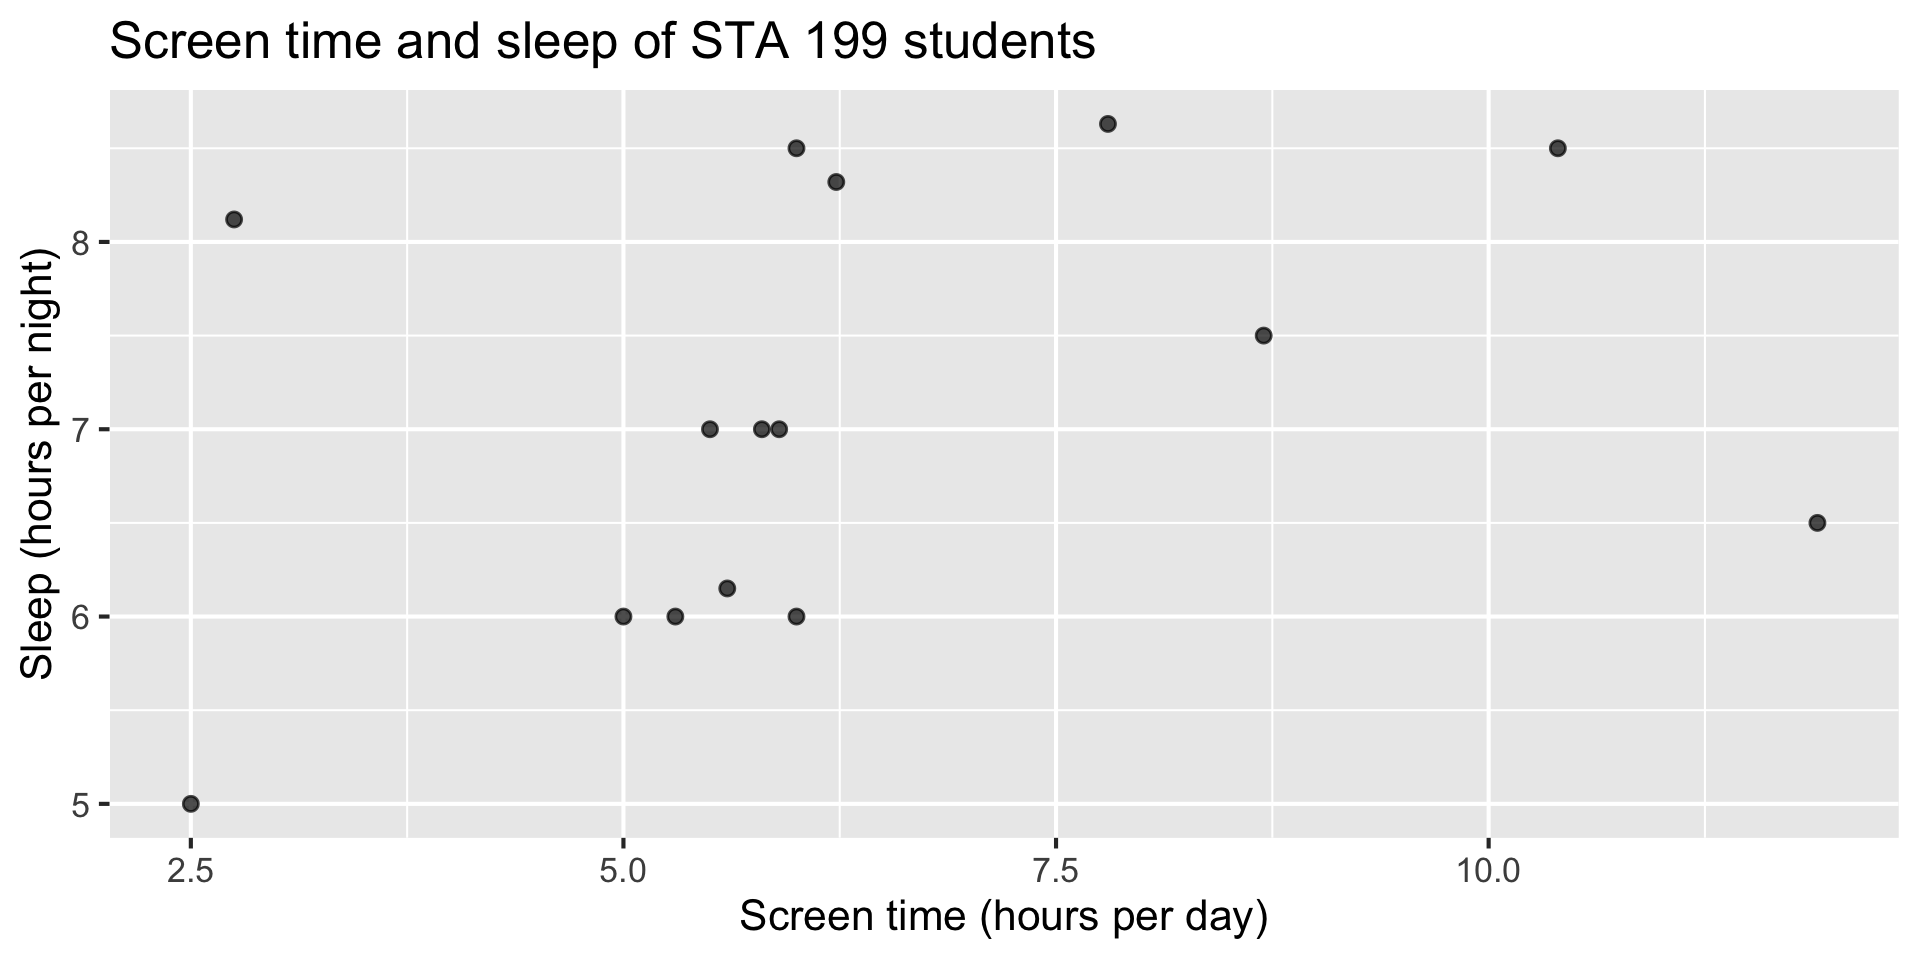 Screen time and sleep of STA 199 students
Sleep (hours per night)
8
7
6
5
2.5 5.0 7.5 10.0
Screen time (hours per day)